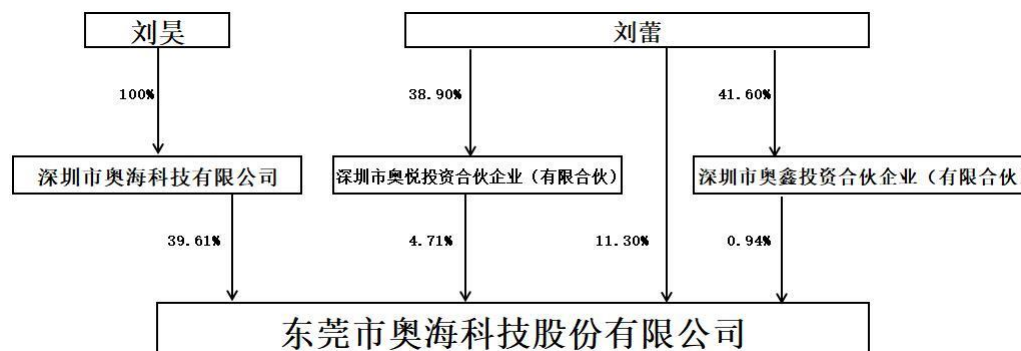 刘昊
刘蕾
100%
38.90%
41.60%
深圳市奥海科技有限公司
深圳市奥悦投资合伙企业（有限合伙）
深圳市奥鑫投资合伙企业（有限合伙
39.61%
4.71%
11.30%
0.94%
东莞市奥海科技股份有限公司